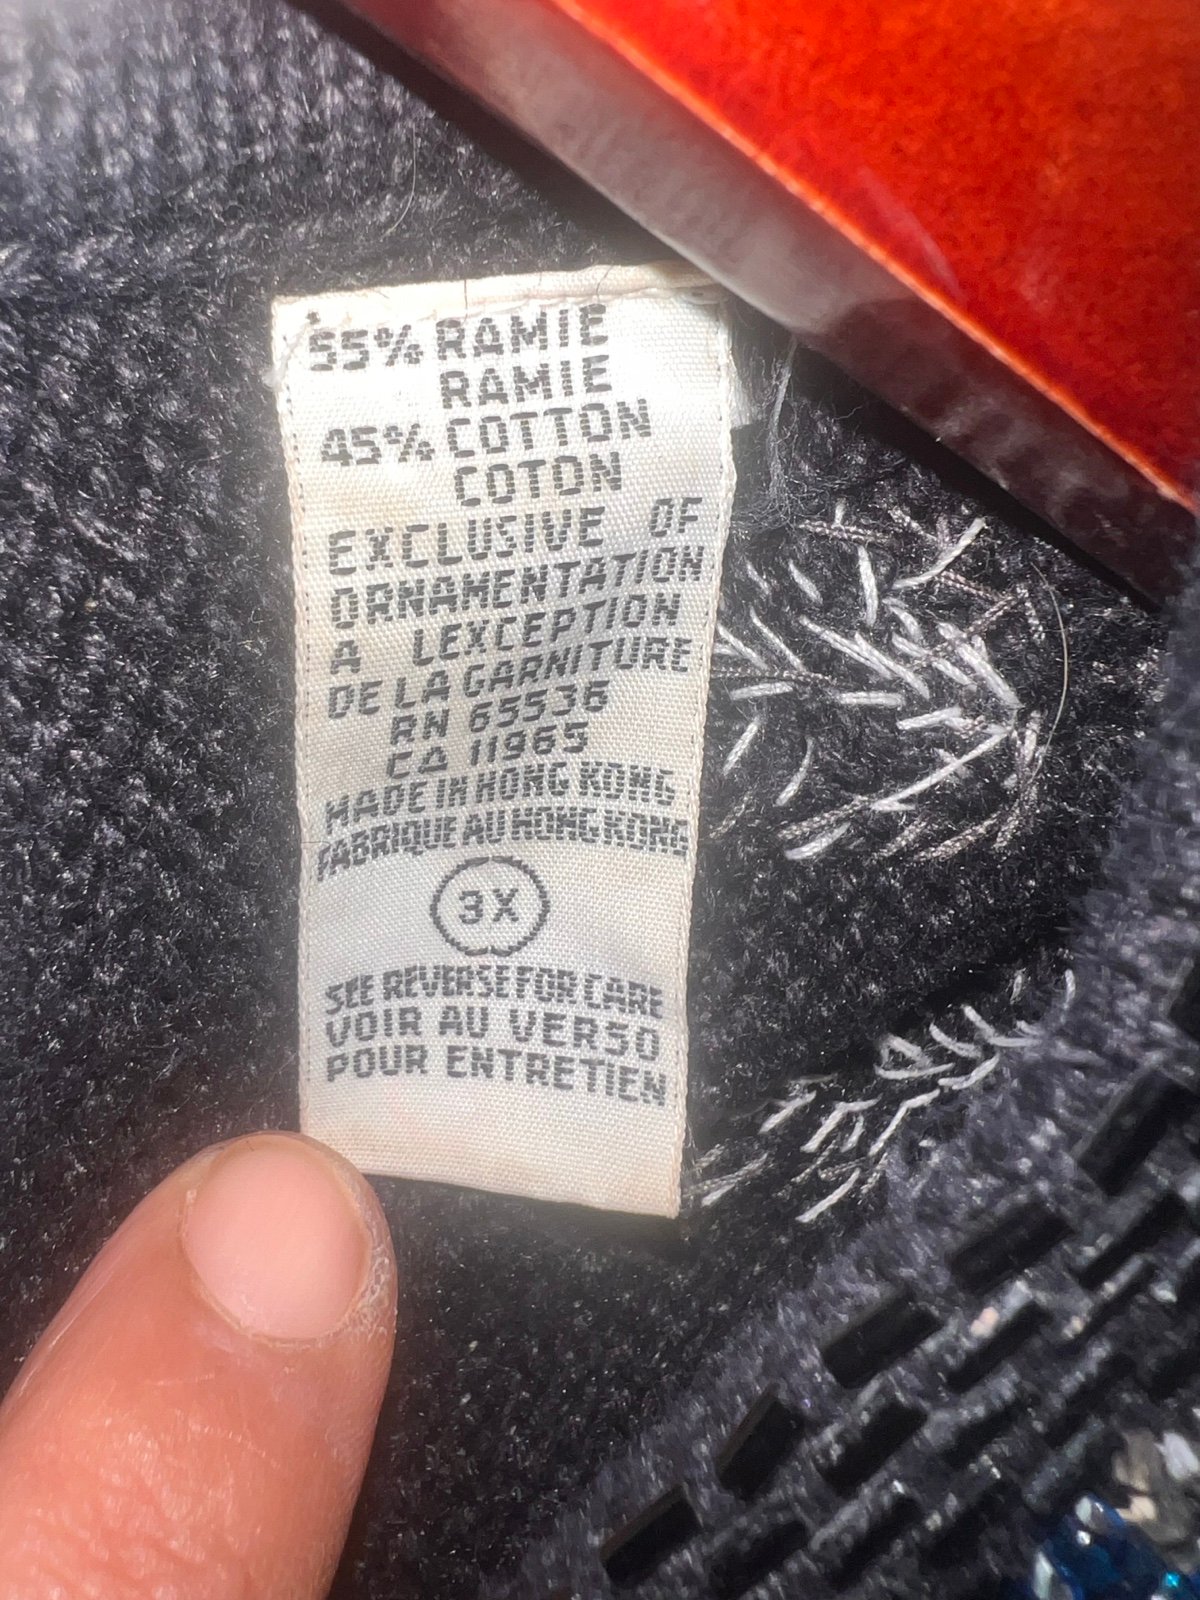 55% RAMIE
RAMIE
45% COTTON
COTON
EXCLUSIVE OF
ORNAMENTATION
A LEXCEPTION
DE LA GARNITURE
RN 65536
CA 11965
MADE IN HONG KONG
FABRIQUE AU HONG KONG
3X
SEE REVERSE FOR CARE
VOIR AU VERSO
POUR ENTRETIEN